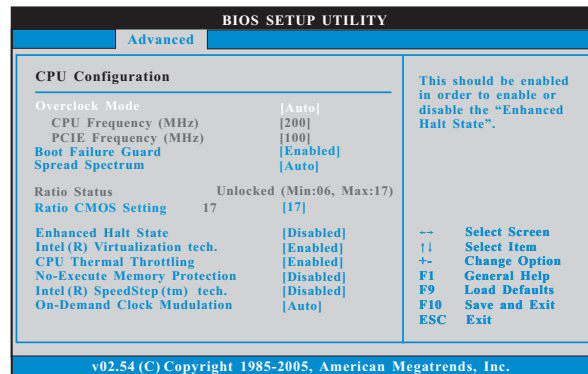 BIOS SETUP UTILITY
Advanced
CPU Configuration
Overclock Mode [Auto]
CPU Frequency (MHz) [200]
PCIE Frequency (MHz) [100]
Boot Failure Guard [Enabled]
Spread Spectrum [Auto]
Ratio Status Unlocked (Min:06, Max:17)
Ratio CMOS Setting 17 [17]
Enhanced Halt State [Disabled]
Intel(R) Virtualization tech. [Enabled]
CPU Thermal Throttling [Enabled]
No-Execute Memory Protection [Disabled]
Intel(R) SpeedStep(tm) tech. [Disabled]
On-Demand Clock Mudulation [Auto]
This should be enabled
in order to enable or
disable the “Enhanced
Halt State”.
←→ Select Screen
↑↓ Select Item
+- Change Option
F1 General Help
F9 Load Defaults
F10 Save and Exit
ESC Exit
v02.54 (C) Copyright 1985-2005, American Megatrends, Inc.